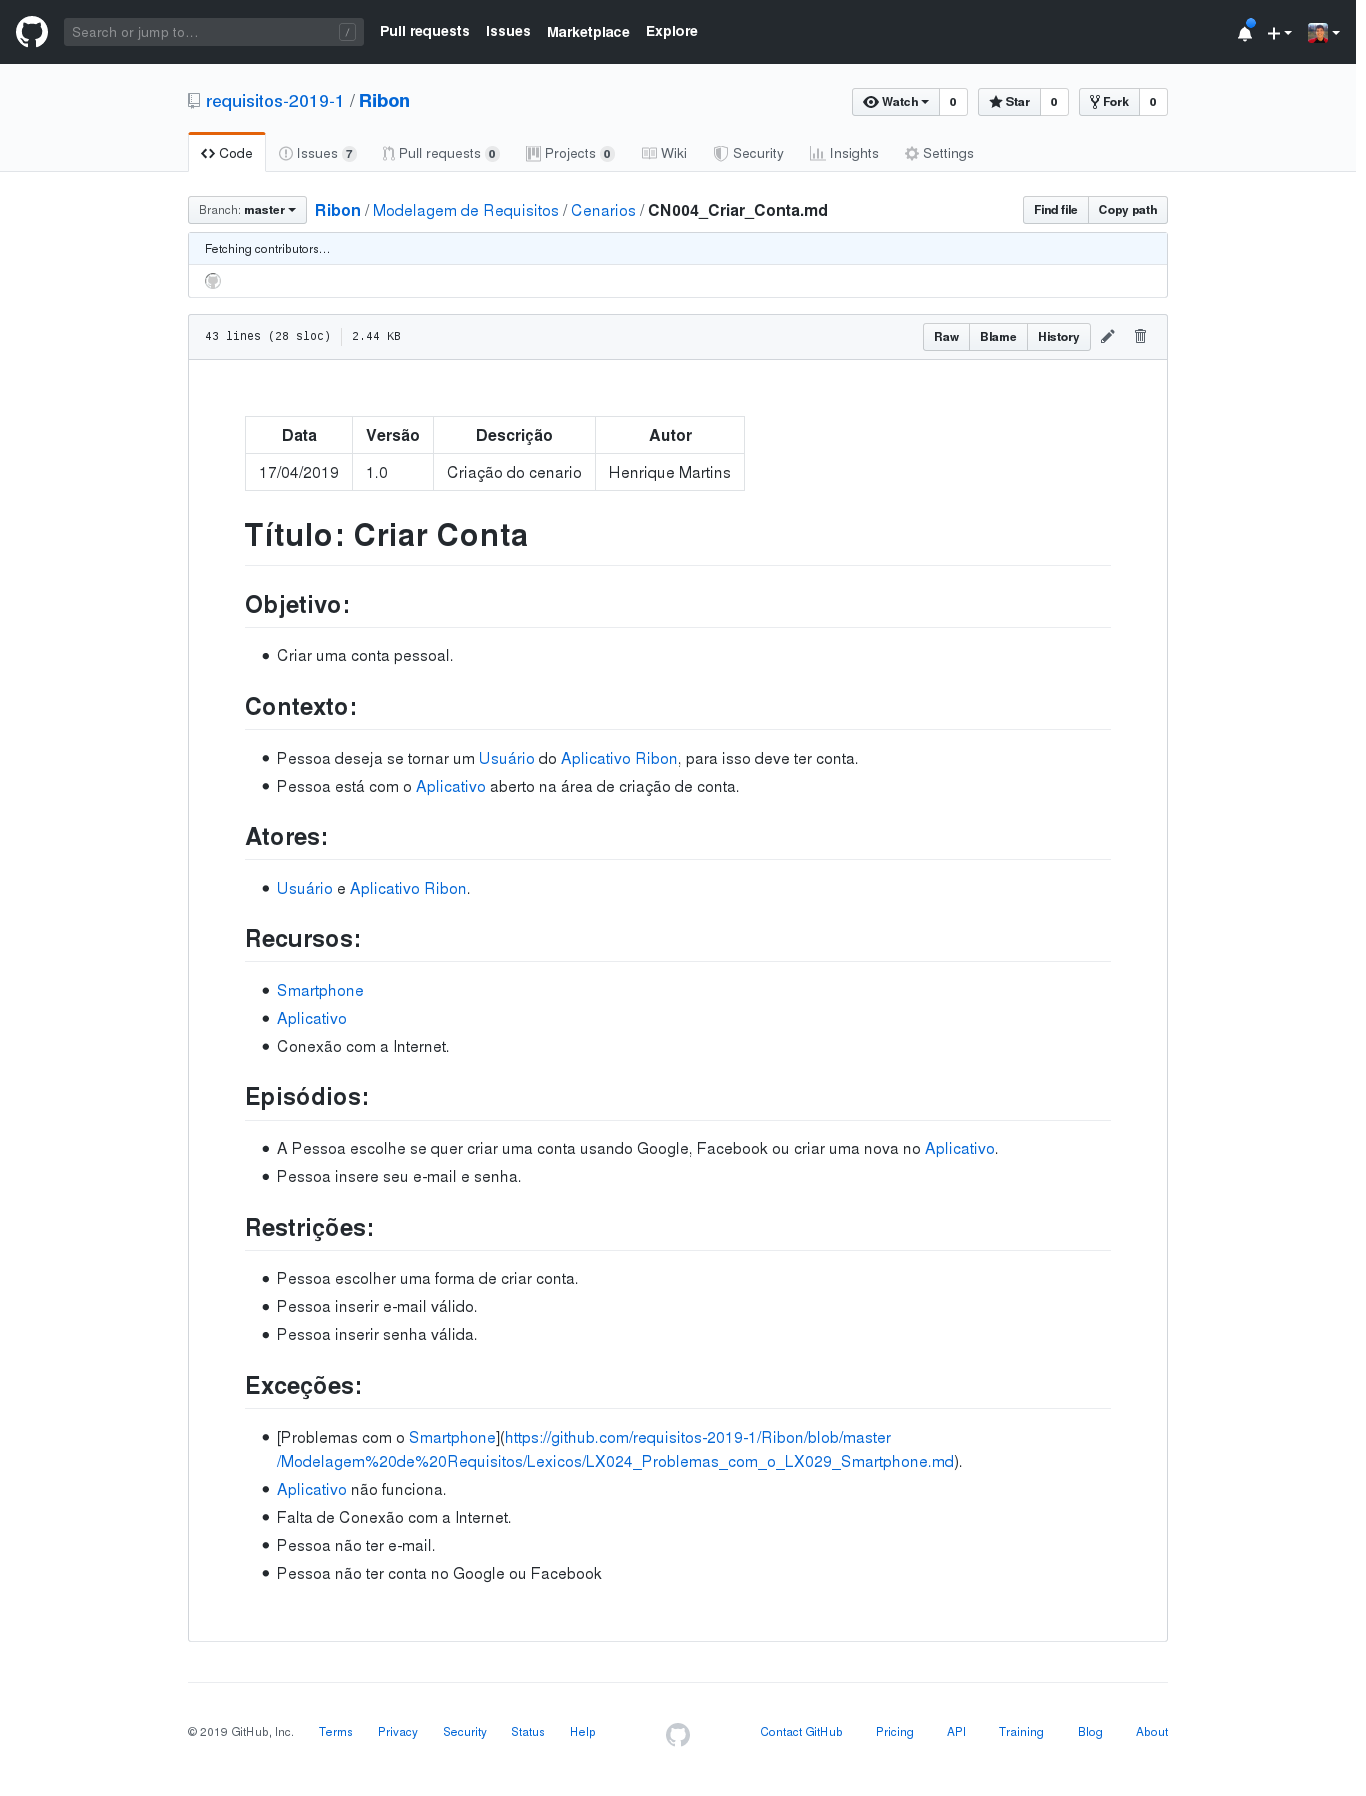 Search or jump to...
/
Pull requests Issues Marketplace Explore
requisitos-2019-1 / Ribon
Watch 0 Star 0 Fork 0
Code Issues 7 Pull requests 0 Projects 0 Wiki Security Insights Settings
Branch: master Ribon / Modelagem de Requisitos / Cenarios / CN004_Criar_Conta.md Find file Copy path
Fetching contributors…
43 lines (28 sloc) 2.44 KB Raw Blame History
Data Versão Descrição Autor
17/04/2019 1.0 Criação do cenario Henrique Martins
Título: Criar Conta
Objetivo:
Criar uma conta pessoal.
Contexto:
Pessoa deseja se tornar um Usuário do Aplicativo Ribon, para isso deve ter conta.
Pessoa está com o Aplicativo aberto na área de criação de conta.
Atores:
Usuário e Aplicativo Ribon.
Recursos:
Smartphone
Aplicativo
Conexão com a Internet.
Episódios:
A Pessoa escolhe se quer criar uma conta usando Google, Facebook ou criar uma nova no Aplicativo.
Pessoa insere seu e-mail e senha.
Restrições:
Pessoa escolher uma forma de criar conta.
Pessoa inserir e-mail válido.
Pessoa inserir senha válida.
Exceções:
[Problemas com o Smartphone](https://github.com/requisitos-2019-1/Ribon/blob/master
/Modelagem%20de%20Requisitos/Lexicos/LX024_Problemas_com_o_LX029_Smartphone.md).
Aplicativo não funciona.
Falta de Conexão com a Internet.
Pessoa não ter e-mail.
Pessoa não ter conta no Google ou Facebook
© 2019 GitHub, Inc. Terms Privacy Security Status Help Contact GitHub Pricing API Training Blog About